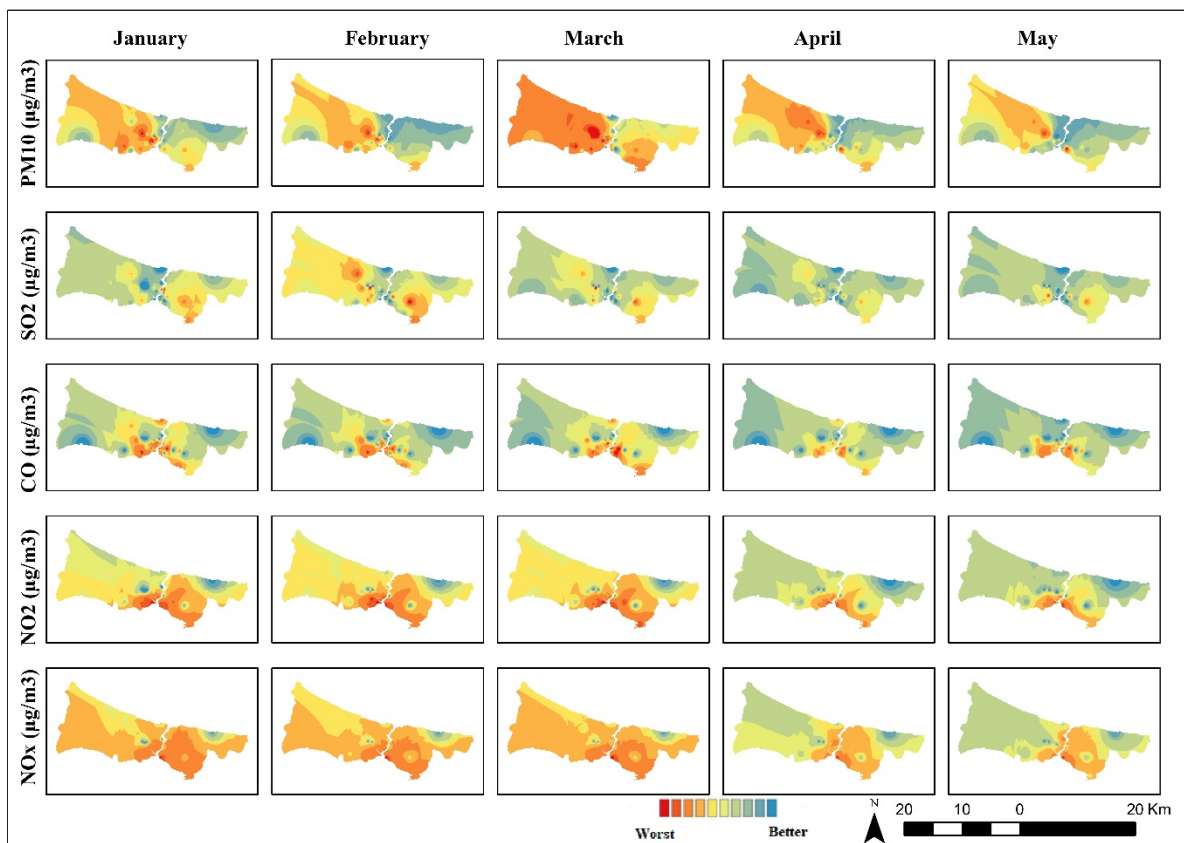 January February March April May
PM10 (µg/m3)
SO2 (µg/m3)
CO (µg/m3)
NO2 (µg/m3)
NOx (µg/m3)
Worst Better
N
20 10 0 20 Km